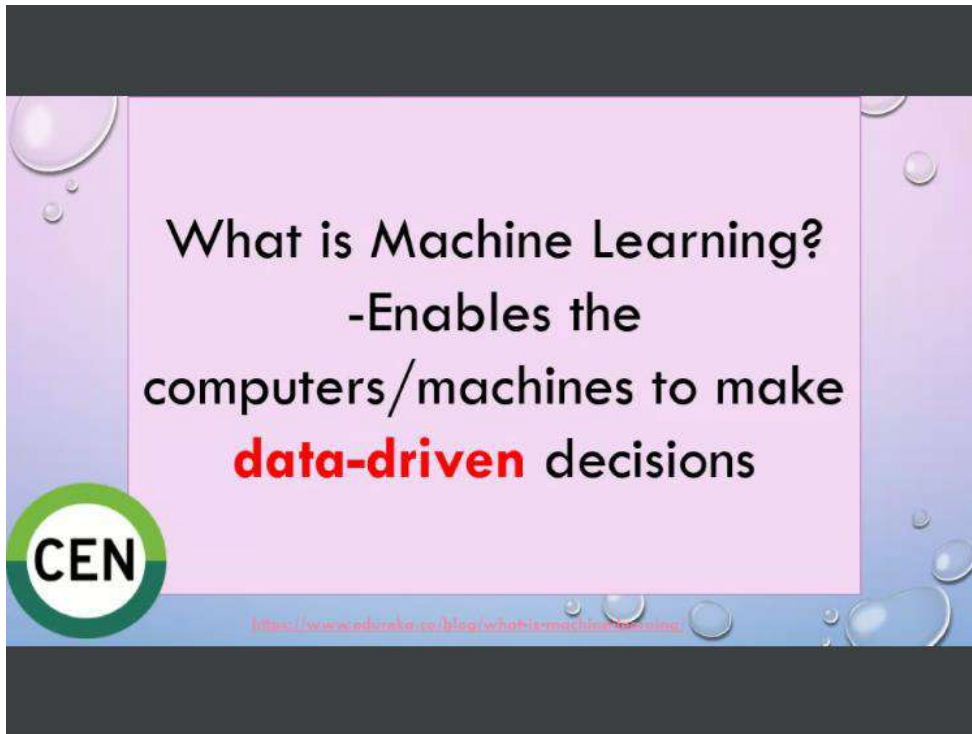 What is Machine Learning?
-Enables the
computers/machines to make
data-driven decisions
CEN
https://www.edureka.co/blog/what-is-machine-learning/